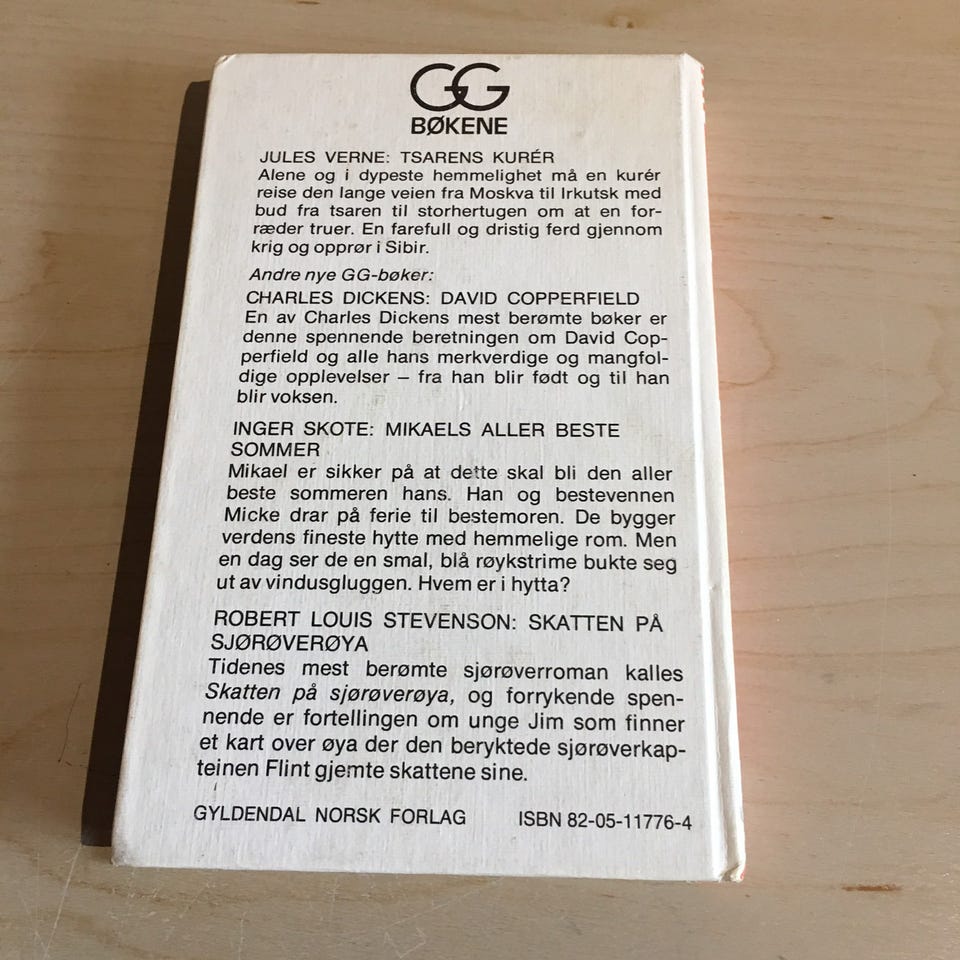 GG
BØKENE
JULES VERNE: TSARENS KURÉR
Alene og i dypeste hemmelighet må en kurér
reise den lange veien fra Moskva til Irkutsk med
bud fra tsaren til storhertugen om at en for-
ræder truer. En farefull og dristig ferd gjennom
krig og opprør i Sibir.
Andre nye GG-bøker:
CHARLES DICKENS: DAVID COPPERFIELD
En av Charles Dickens mest berømte bøker er
denne spennende beretningen om David Cop-
perfield og alle hans merkverdige og mangfol-
dige opplevelser – fra han blir født og til han
blir voksen.
INGER SKOTE: MIKAELS ALLER BESTE
SOMMER
Mikael er sikker på at dette skal bli den aller
beste sommeren hans. Han og bestevennen
Micke drar på ferie til bestemoren. De bygger
verdens fineste hytte med hemmelige rom. Men
en dag ser de en smal, blå røykstrime bukte seg
ut av vindusgluggen. Hvem er i hytta?
ROBERT LOUIS STEVENSON: SKATTEN PÅ
SJØRØVERØYA
Tidenes mest berømte sjørøverroman kalles
Skatten på sjørøverøya, og forrykende spen-
nende er fortellingen om unge Jim som finner
et kart over øya der den beryktede sjørøverkap-
teinen Flint gjemte skattene sine.
GYLDENDAL NORSK FORLAG ISBN 82-05-11776-4